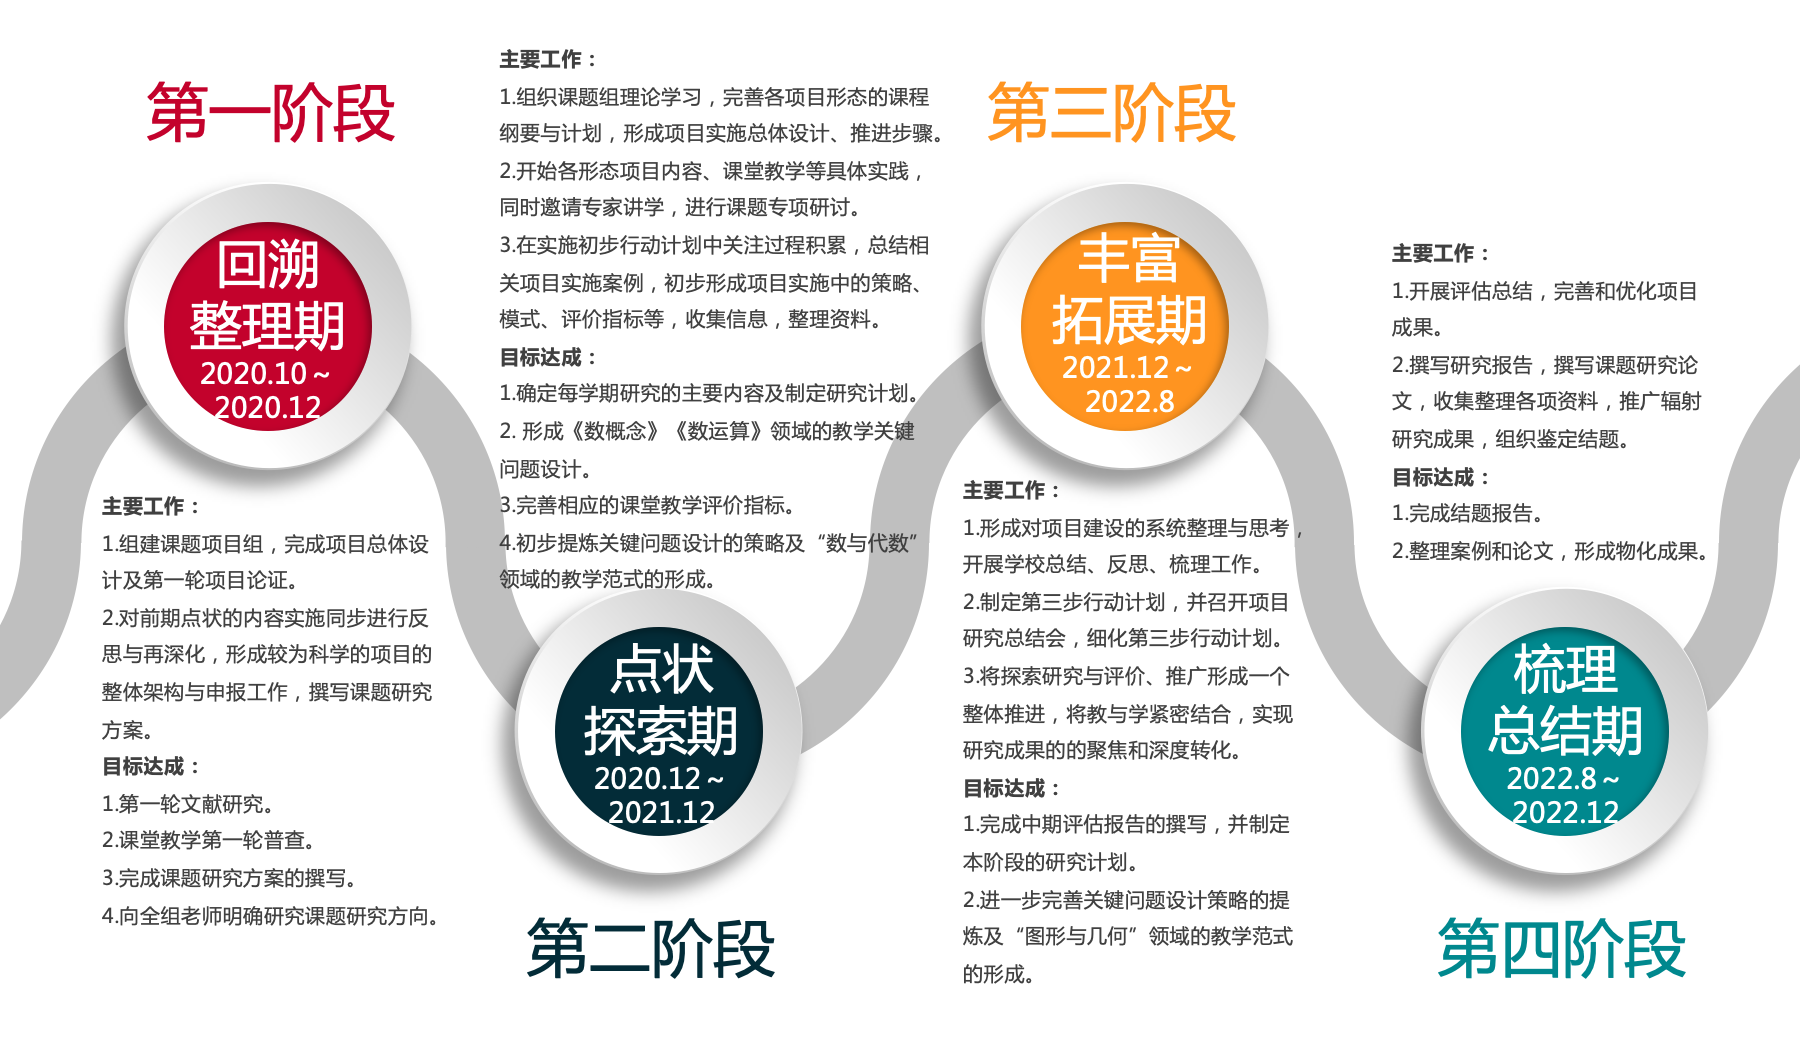 第一阶段
回溯
整理期
2020.10～
2020.12
主要工作：
1.组建课题项目组，完成项目总体设
计及第一轮项目论证。
2.对前期点状的内容实施同步进行反
思与再深化，形成较为科学的项目的
整体架构与申报工作，撰写课题研究
方案。
目标达成：
1.第一轮文献研究。
2.课堂教学第一轮普查。
3.完成课题研究方案的撰写。
4.向全组老师明确研究课题研究方向。
主要工作：
1.组织课题组理论学习，完善各项目形态的课程
纲要与计划，形成项目实施总体设计、推进步骤。
2.开始各形态项目内容、课堂教学等具体实践，
同时邀请专家讲学，进行课题专项研讨。
3.在实施初步行动计划中关注过程积累，总结相
关项目实施案例，初步形成项目实施中的策略、
模式、评价指标等，收集信息，整理资料。
目标达成：
1.确定每学期研究的主要内容及制定研究计划。
2. 形成《数概念》《数运算》领域的教学关键
问题设计。
3.完善相应的课堂教学评价指标。
4.初步提炼关键问题设计的策略及“数与代数”
领域的教学范式的形成。
点状
探索期
2020.12～
2021.12
第二阶段
第三阶段
丰富
拓展期
2021.12～
2022.8
主要工作：
1.形成对项目建设的系统整理与思考，
开展学校总结、反思、梳理工作。
2.制定第三步行动计划，并召开项目
研究总结会，细化第三步行动计划。
3.将探索研究与评价、推广形成一个
整体推进，将教与学紧密结合，实现
研究成果的的聚焦和深度转化。
目标达成：
1.完成中期评估报告的撰写，并制定
本阶段的研究计划。
2.进一步完善关键问题设计策略的提
炼及“图形与几何”领域的教学范式
的形成。
主要工作：
1.开展评估总结，完善和优化项目
成果。
2.撰写研究报告，撰写课题研究论
文，收集整理各项资料，推广辐射
研究成果，组织鉴定结题。
目标达成：
1.完成结题报告。
2.整理案例和论文，形成物化成果。
梳理
总结期
2022.8～
2022.12
第四阶段